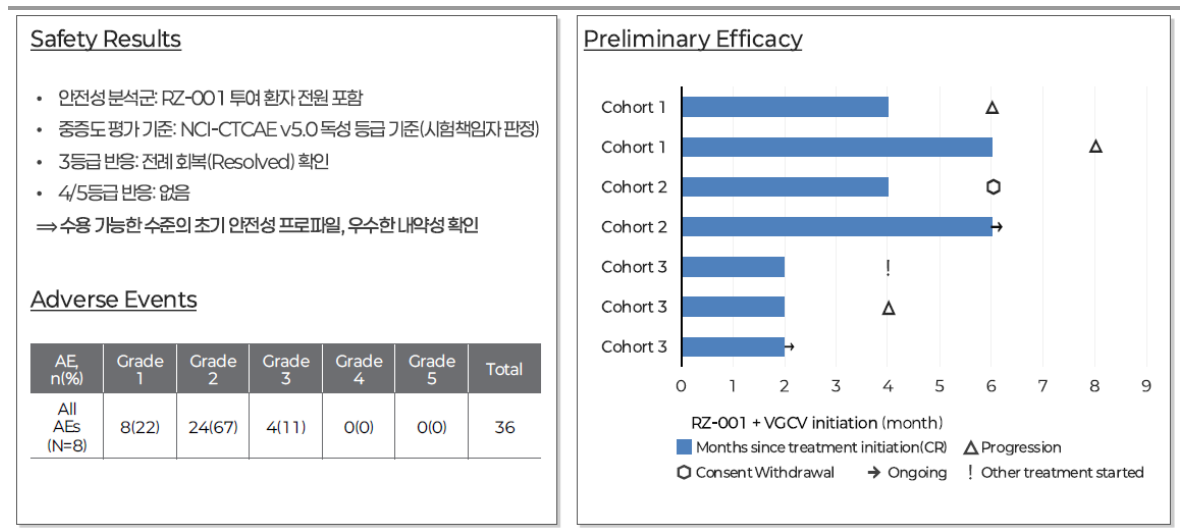 Safety Results
• 안전성 분석군: RZ-001 투여 환자 전원 포함
• 중증도 평가 기준: NCI-CTCAE v5.0 독성 등급 기준(시험책임자 판정)
• 3등급 반응: 전례 회복(Resolved) 확인
• 4/5등급 반응: 없음
⇒ 수용 가능한 수준의 초기 안전성 프로파일, 우수한 내약성 확인
Adverse Events
AE, n(%) Grade 1 Grade 2 Grade 3 Grade 4 Grade 5 Total
All AEs (N=8) 8(22) 24(67) 4(11) 0(0) 0(0) 36
Preliminary Efficacy
Cohort 1
Cohort 1
Cohort 2
Cohort 2
Cohort 3
Cohort 3
Cohort 3
0 1 2 3 4 5 6 7 8 9
RZ-001 + VGCV initiation (month)
Months since treatment initiation(CR) Progression
Consent Withdrawal → Ongoing ! Other treatment started